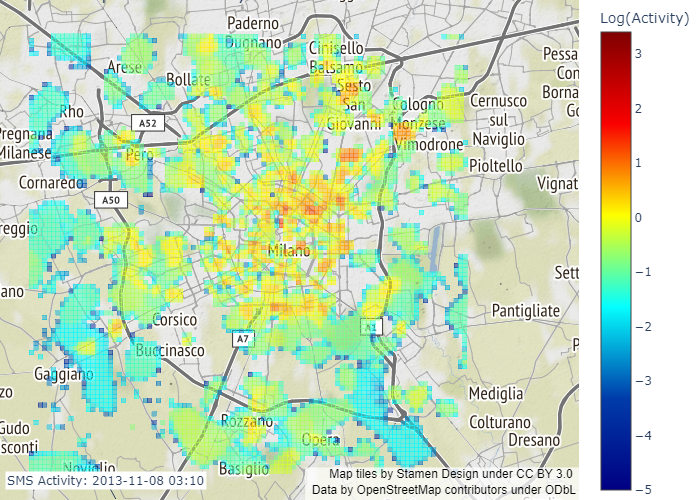 Paderno
Dugnano
Cinisello
Balsamo
Arese
Bollate
Sesto
San
Giovanni
Pessa
Con
Borna
Go
Rho
A52
Cologno
Monzese
Cernusco
sul
Naviglio
Pregnana
Milanese
Pero
Vimodrone
Pioltello
Cornaredo
Vignat
A50
reggio
Milano
Sett
ano
Pantigliate
Corsico
A7
A1
P
Buccinasco
Gaggiano
zo
Mediglia
Rozzano
Colturano
Gudo
Dresano
sconti
Opera
Noviglio
Basiglio
SMS Activity: 2013-11-08 03:10
Map tiles by Stamen Design under CC BY 3.0
Data by OpenStreetMap contributors under ODbL
Log(Activity)
3
2
1
0
−1
−2
−3
−4
−5